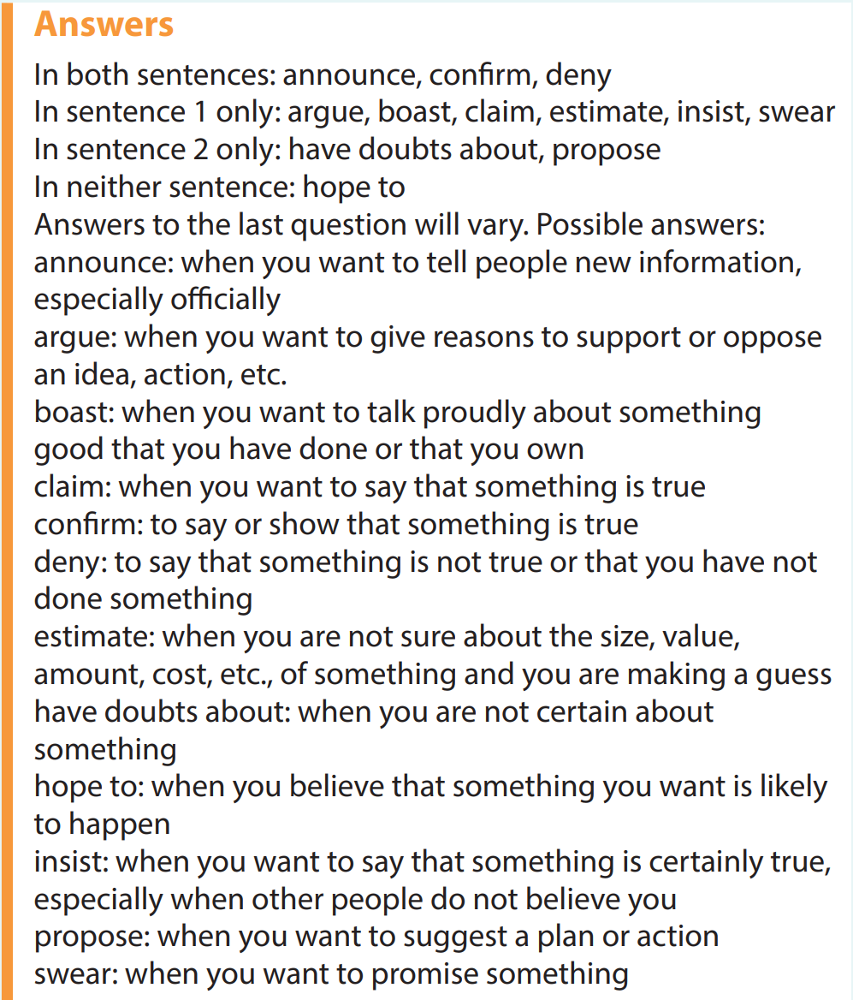 Answers
In both sentences: announce, confirm, deny
In sentence 1 only: argue, boast, claim, estimate, insist, swear
In sentence 2 only: have doubts about, propose
In neither sentence: hope to
Answers to the last question will vary. Possible answers:
announce: when you want to tell people new information,
especially officially
argue: when you want to give reasons to support or oppose
an idea, action, etc.
boast: when you want to talk proudly about something
good that you have done or that you own
claim: when you want to say that something is true
confirm: to say or show that something is true
deny: to say that something is not true or that you have not
done something
estimate: when you are not sure about the size, value,
amount, cost, etc., of something and you are making a guess
have doubts about: when you are not certain about
something
hope to: when you believe that something you want is likely
to happen
insist: when you want to say that something is certainly true,
especially when other people do not believe you
propose: when you want to suggest a plan or action
swear: when you want to promise something